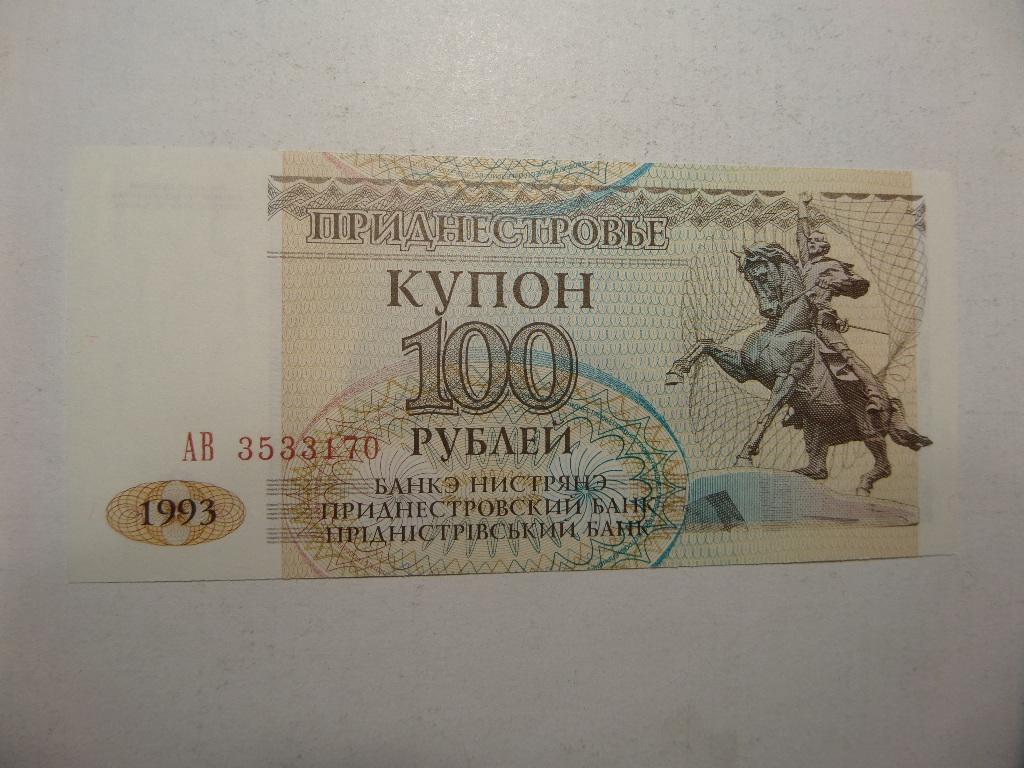 ПРИДНЕСТРОВЬЕ
КУПОН
100
РУБЛЕЙ
АВ 3533170
1993
БАНКЭ НИСТРЯНЭ
ПРИДНЕСТРОВСКИЙ БАНК
ПРІДНІСТРІВСЬКИЙ БАНК